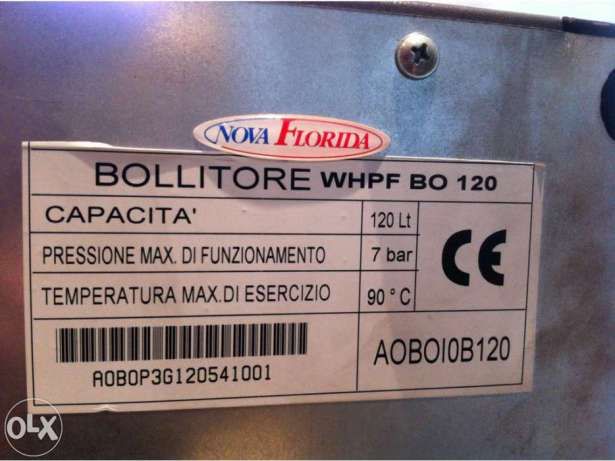 NOVA FLORIDA
BOLLITORE WHPF BO 120
CAPACITA' 120 Lt
PRESSIONE MAX. DI FUNZIONAMENTO 7 bar
TEMPERATURA MAX.DI ESERCIZIO 90 ° C
CE
A0B0P3G120541001
AOBOI0B120
OLX